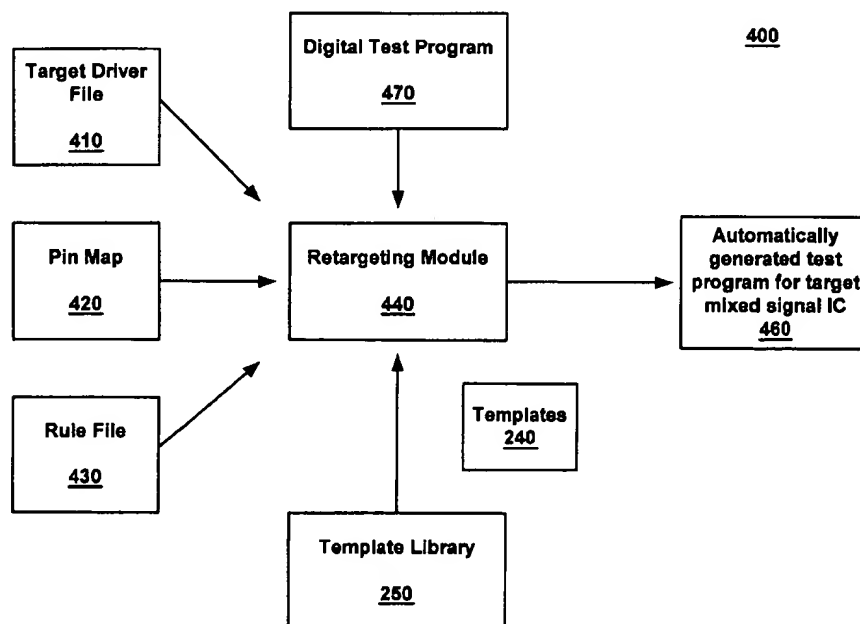 400
Digital Test Program
470
Target Driver
File
410
Pin Map
420
Retargeting Module
440
Automatically
generated test
program for target
mixed signal IC
460
Rule File
430
Templates
240
Template Library
250